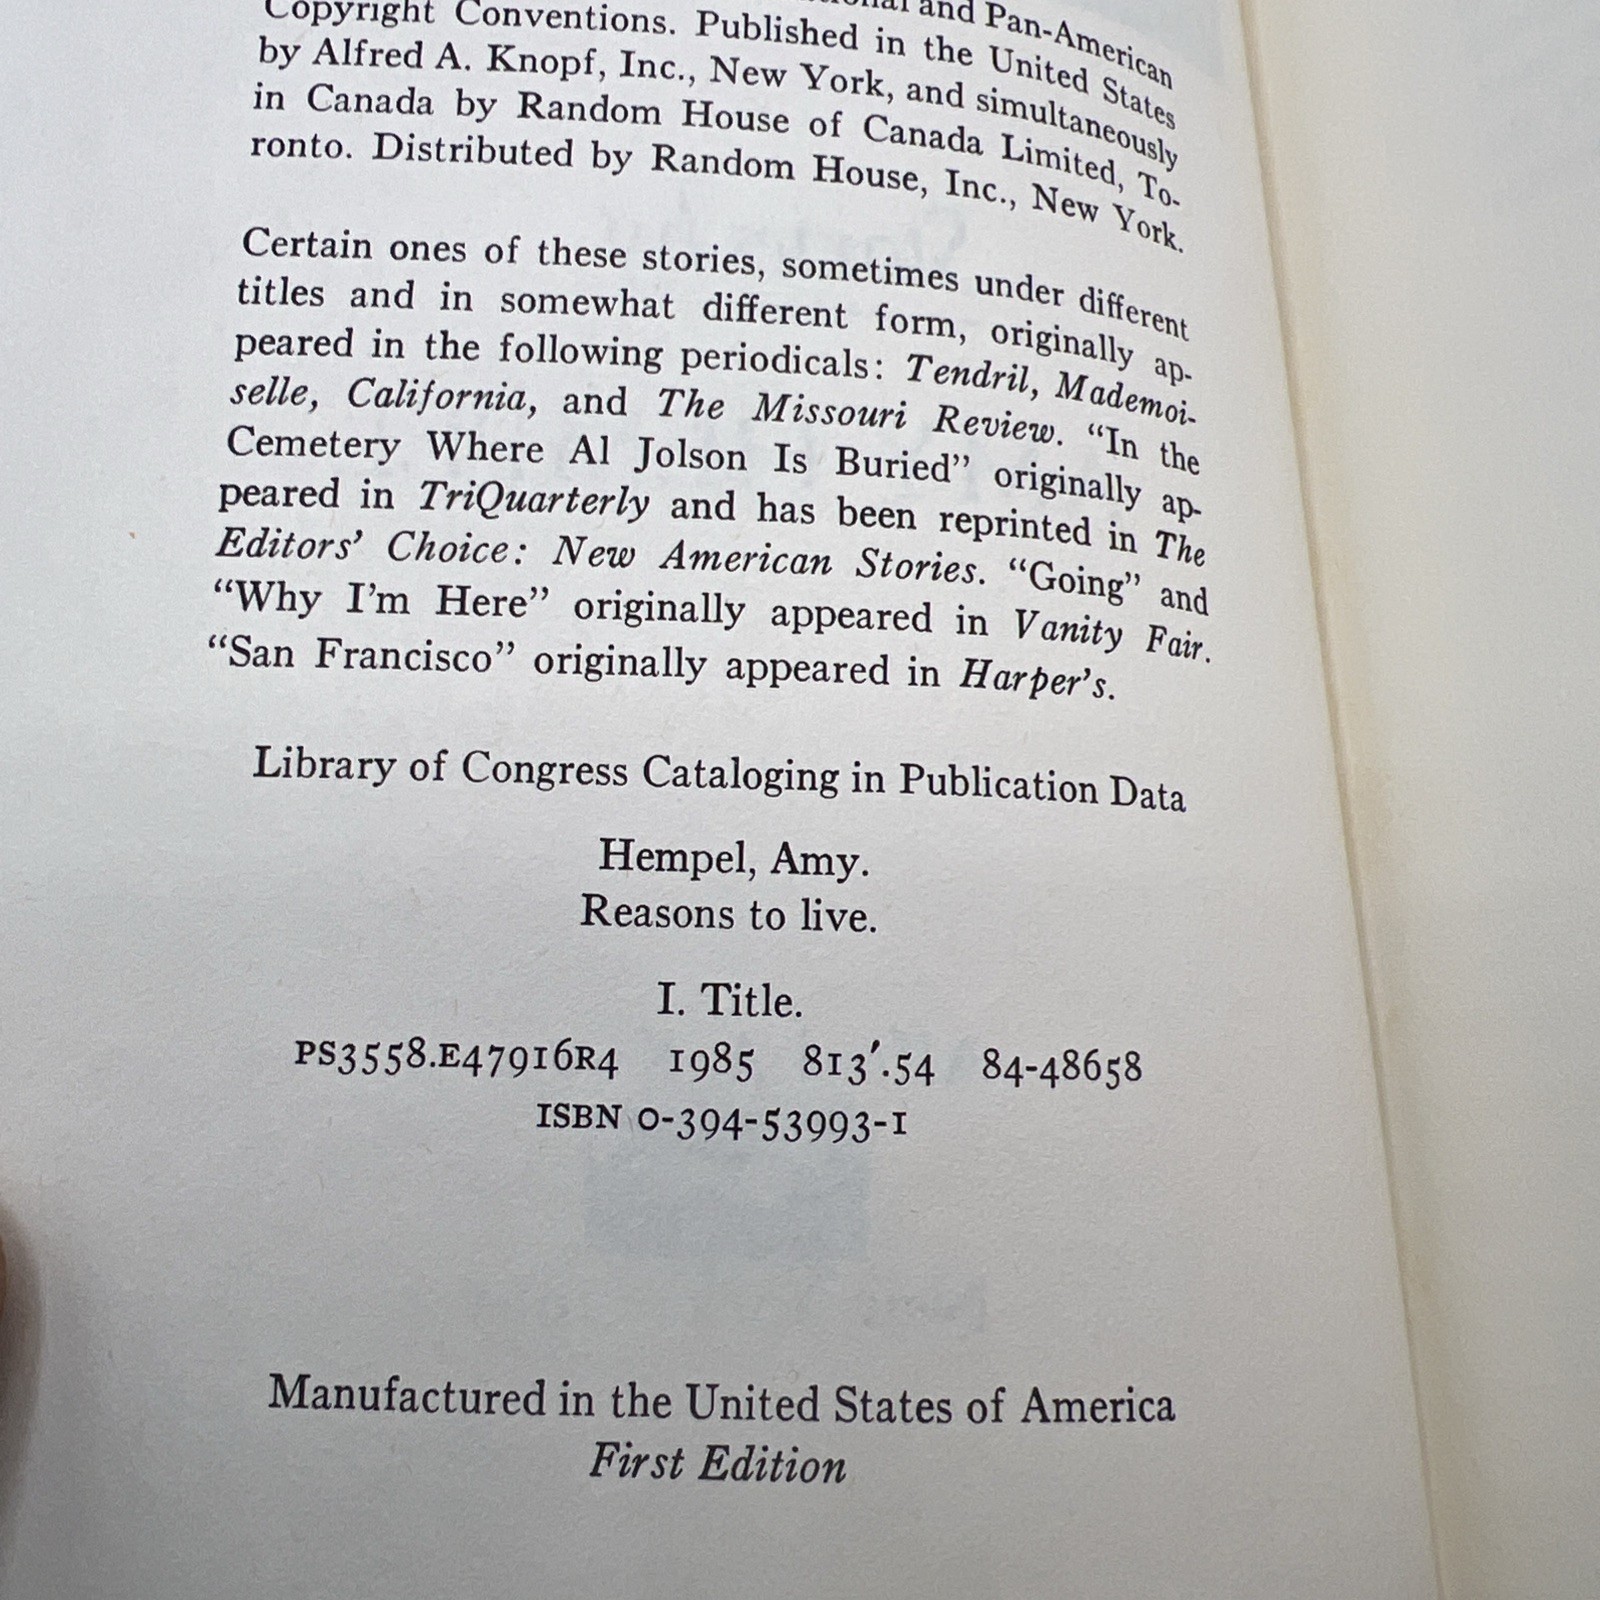 and Pan-American
Copyright Conventions. Published in the United States
by Alfred A. Knopf, Inc., New York, and simultaneously
in Canada by Random House of Canada Limited, To-
ronto. Distributed by Random House, Inc., New York.
Certain ones of these stories, sometimes under different
titles and in somewhat different form, originally ap-
peared in the following periodicals: Tendril, Mademoi-
selle, California, and The Missouri Review. “In the
Cemetery Where Al Jolson Is Buried” originally ap-
peared in TriQuarterly and has been reprinted in The
Editors’ Choice: New American Stories. “Going” and
“Why I’m Here” originally appeared in Vanity Fair.
“San Francisco” originally appeared in Harper’s.
Library of Congress Cataloging in Publication Data
Hempel, Amy.
Reasons to live.
I. Title.
PS3558.E47916R4 1985 813′.54 84-48658
ISBN 0-394-53993-1
Manufactured in the United States of America
First Edition